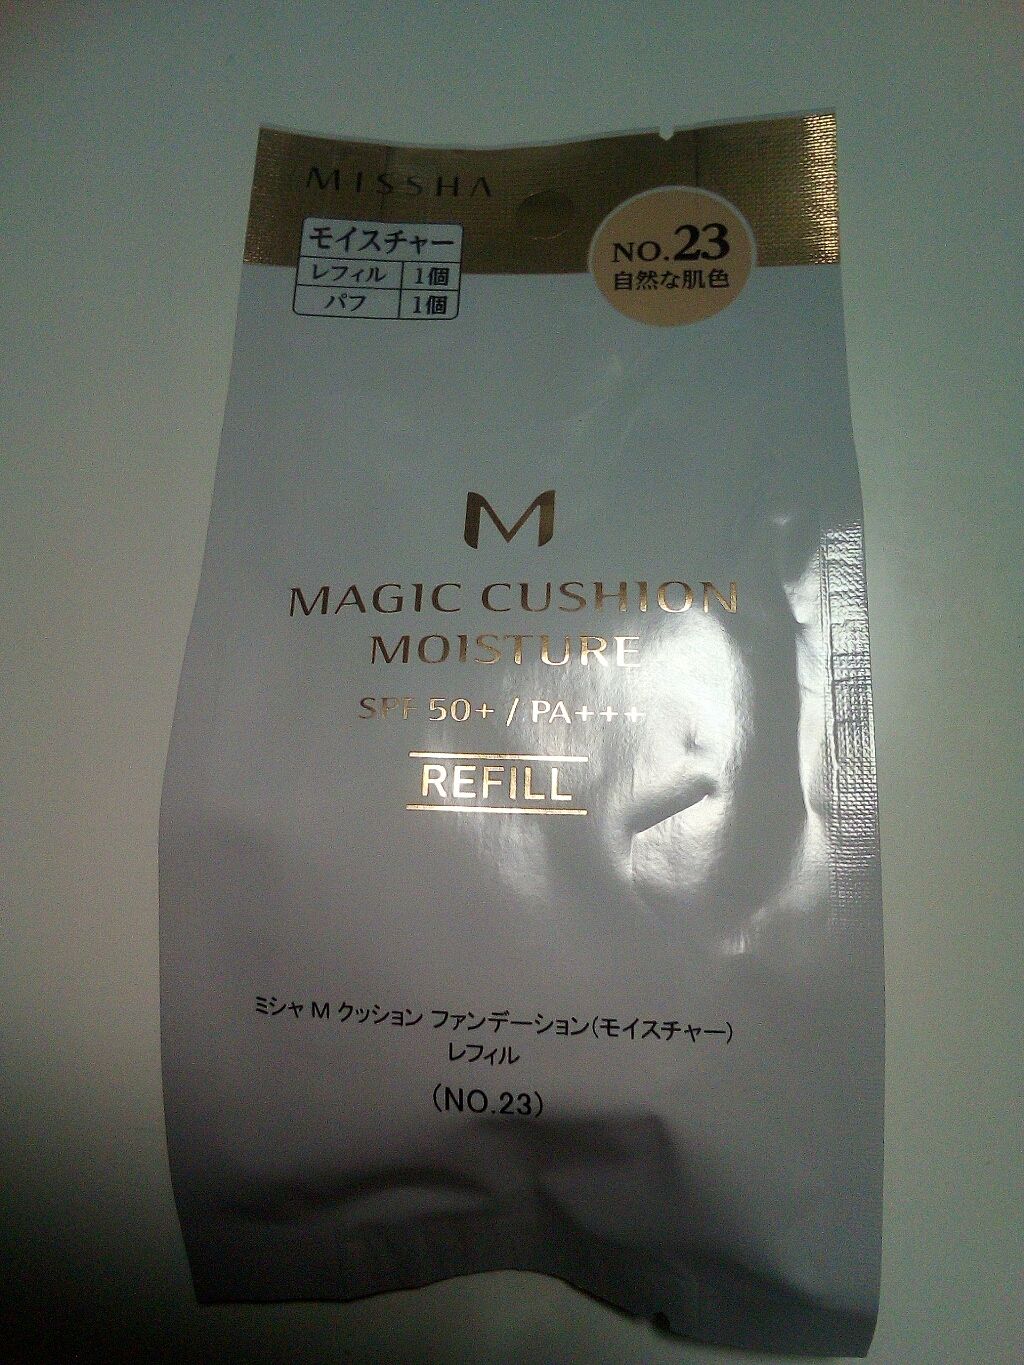 MISSHA
モイスチャー
レフィル 1個
パフ 1個
NO.23
自然な肌色
M
MAGIC CUSHION
MOISTURE
SPF 50+ / PA+++
REFILL
ミシャ M クッション ファンデーション(モイスチャー)
レフィル
(NO.23)